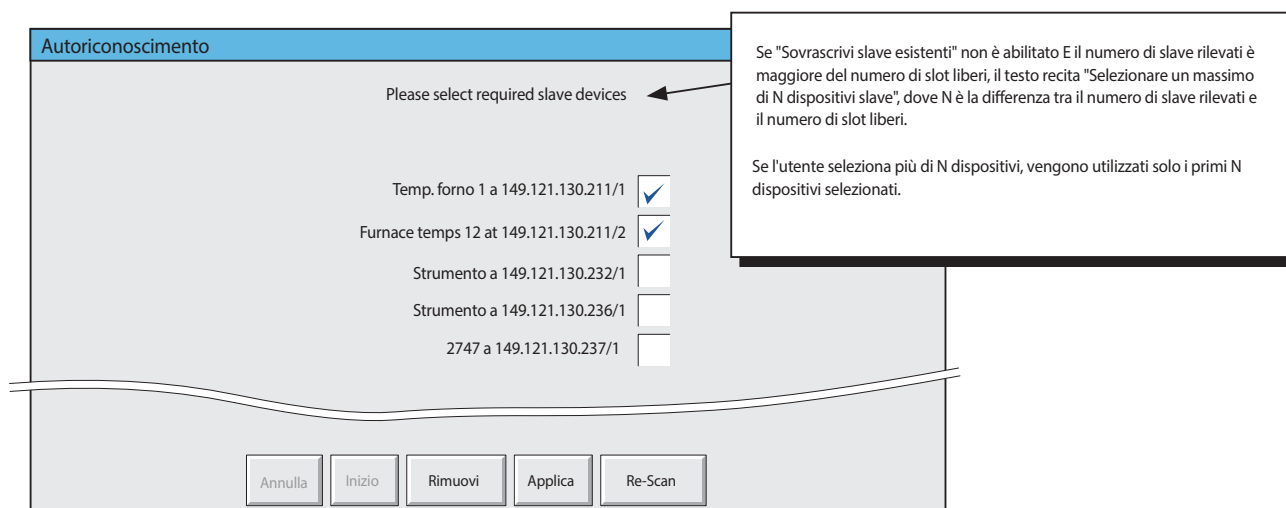 Autoriconoscimento
Please select required slave devices
Se "Sovrascrivi slave esistenti" non è abilitato E il numero di slave rilevati è
maggiore del numero di slot liberi, il testo recita "Selezionare un massimo
di N dispositivi slave", dove N è la differenza tra il numero di slave rilevati e
il numero di slot liberi.
Se l'utente seleziona più di N dispositivi, vengono utilizzati solo i primi N
dispositivi selezionati.
Temp. forno 1 a 149.121.130.211/1
Furnace temps 12 at 149.121.130.211/2
Strumento a 149.121.130.232/1
Strumento a 149.121.130.236/1
2747 a 149.121.130.237/1
Annulla Inizio Rimuovi Applica Re-Scan